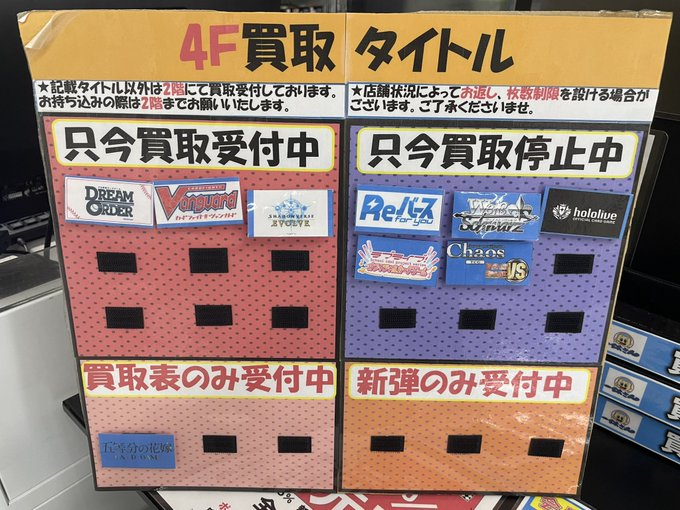 4F買取 タイトル
★記載タイトル以外は2階にて買取受付しております。
お持ち込みの際は2階までお願いいたします。
★店舗状況によってお返し、枚数制限を設ける場合が
ございます。ご了承くださいませ。
只今買取受付中
只今買取停止中
DREAM
ORDER
Vanguard
カードファイト!!ヴァンガード
SHADOWVERSE
EVOLVE
Reバース
for you
Weiß
Schwarz
hololive
OFFICIAL CARD GAME
ラブライブ!
Chaos
TCG
VS
買取表のみ受付中
新弾のみ受付中
五等分の花嫁